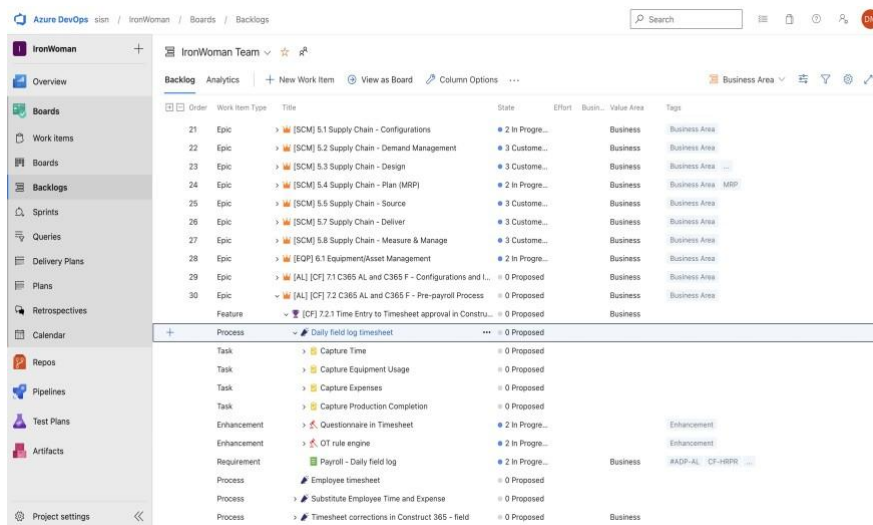 Azure DevOps sisn / IronWoman / Boards / Backlogs
Search
DM
I IronWoman
Overview
Boards
Work items
Boards
Backlogs
Sprints
Queries
Delivery Plans
Plans
Retrospectives
Calendar
Repos
Pipelines
Test Plans
Artifacts
Project settings
IronWoman Team
Backlog Analytics New Work Item View as Board Column Options ...
Business Area
Order Work Item Type Title State Effort Busin... Value Area Tags
21 Epic [SCM] 5.1 Supply Chain - Configurations 2 In Progre... Business Business Area
22 Epic [SCM] 5.2 Supply Chain - Demand Management 3 Custome... Business Business Area
23 Epic [SCM] 5.3 Supply Chain - Design 3 Custome... Business Business Area ...
24 Epic [SCM] 5.4 Supply Chain - Plan (MRP) 2 In Progre... Business Business Area MRP
25 Epic [SCM] 5.5 Supply Chain - Source 3 Custome... Business Business Area
26 Epic [SCM] 5.7 Supply Chain - Deliver 3 Custome... Business Business Area
27 Epic [SCM] 5.8 Supply Chain - Measure & Manage 3 Custome... Business Business Area
28 Epic [EQP] 6.1 Equipment/Asset Management 2 In Progre... Business Business Area
29 Epic [AL] [CF] 7.1 C365 AL and C365 F - Configurations and I... 0 Proposed Business Business Area
30 Epic [AL] [CF] 7.2 C365 AL and C365 F - Pre-payroll Process 0 Proposed Business Business Area
Feature [CF] 7.2.1 Time Entry to Timesheet approval in Constru... 0 Proposed Business
Process Daily field log timesheet ... 0 Proposed
Task Capture Time 0 Proposed
Task Capture Equipment Usage 0 Proposed
Task Capture Expenses 0 Proposed
Task Capture Production Completion 0 Proposed
Enhancement Questionnaire in Timesheet 2 In Progre... Enhancement
Enhancement OT rule engine 2 In Progre... Enhancement
Requirement Payroll - Daily field log 2 In Progre... Business #ADP-AL CF-HRPR ...
Process Employee timesheet 0 Proposed
Process Substitute Employee Time and Expense 0 Proposed
Process Timesheet corrections in Construct 365 - field 0 Proposed Business